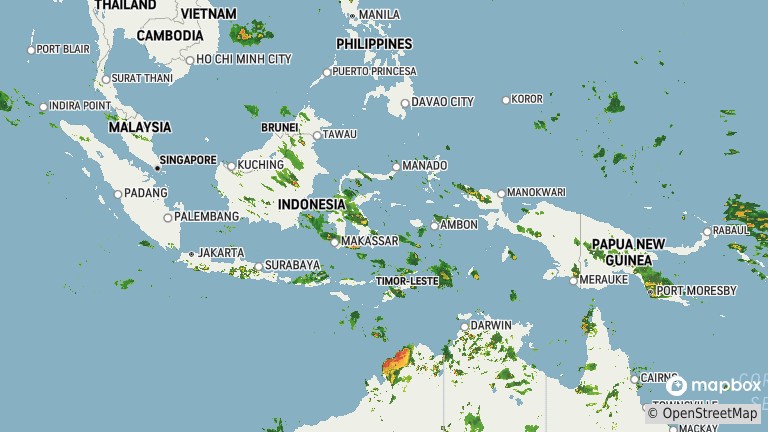 THAILAND
VIETNAM
MANILA
CAMBODIA
PHILIPPINES
PORT BLAIR
HO CHI MINH CITY
SURAT THANI
PUERTO PRINCESA
INDIRA POINT
DAVAO CITY
KOROR
MALAYSIA
BRUNEI
TAWAU
SINGAPORE
KUCHING
MANADO
PADANG
MANOKWARI
INDONESIA
PALEMBANG
AMBON
RABAUL
MAKASSAR
PAPUA NEW
GUINEA
JAKARTA
SURABAYA
TIMOR-LESTE
MERAUKE
PORT MORESBY
DARWIN
CAIRNS
mapbox
TOWNSVILLE
© OpenStreetMap
MACKAY